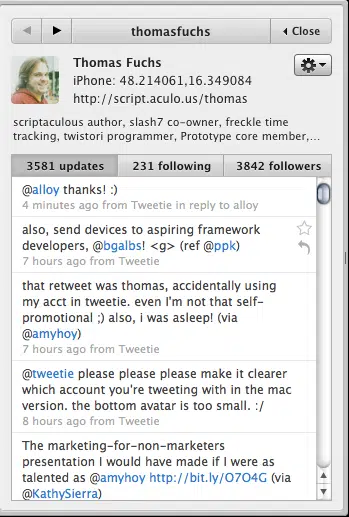 thomasfuchs
Close
Thomas Fuchs
iPhone: 48.214061,16.349084
http://script.aculo.us/thomas
scriptaculous author, slash7 co-owner, freckle time
tracking, twistori programmer, Prototype core member,...
3581 updates 231 following 3842 followers
@alloy thanks! :)
4 minutes ago from Tweetie in reply to alloy
also, send devices to aspiring framework
developers, @bgalbs! <g> (ref @ppk)
7 hours ago from Tweetie
that retweet was thomas, accidentally using
my acct in tweetie. even I'm not that self-
promotional ;) also, i was asleep! (via
@amyhoy)
7 hours ago from Tweetie
@tweetie please please please make it clearer
which account you're tweeting with in the mac
version. the bottom avatar is too small. :/
8 hours ago from Tweetie
The marketing-for-non-marketers
presentation I would have made if I were as
talented as @amyhoy http://bit.ly/O7O4G (via
@KathySierra)